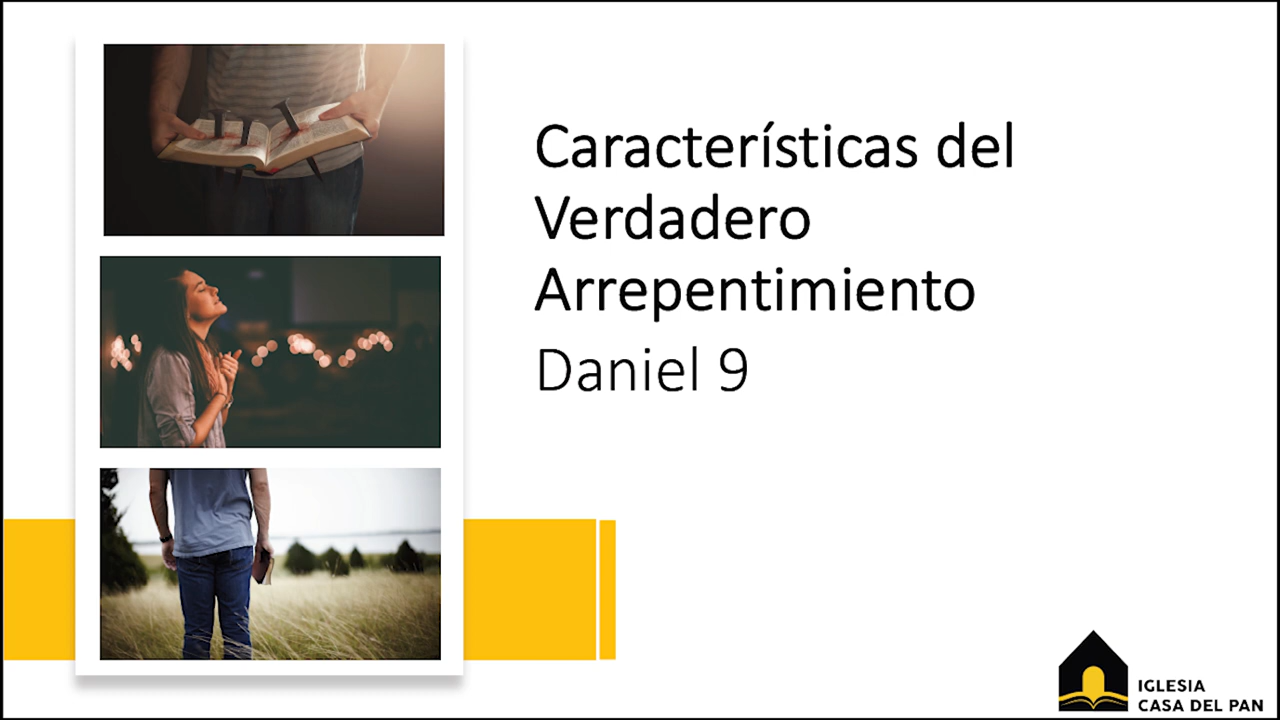 Características del
Verdadero
Arrepentimiento
Daniel 9
IGLESIA
CASA DEL PAN